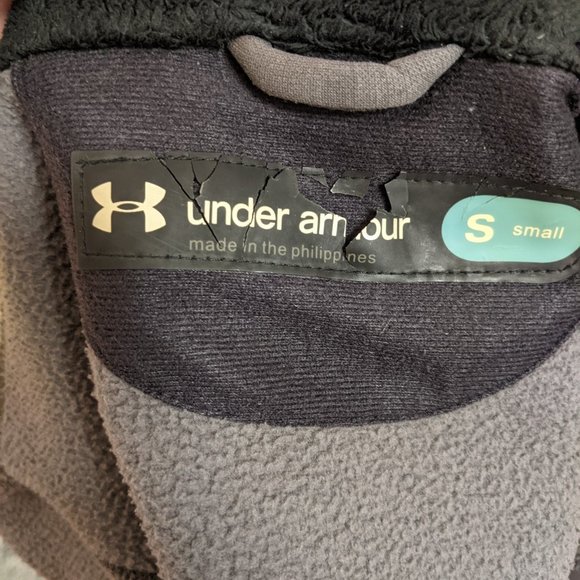 under armour
made in the philippines
S small